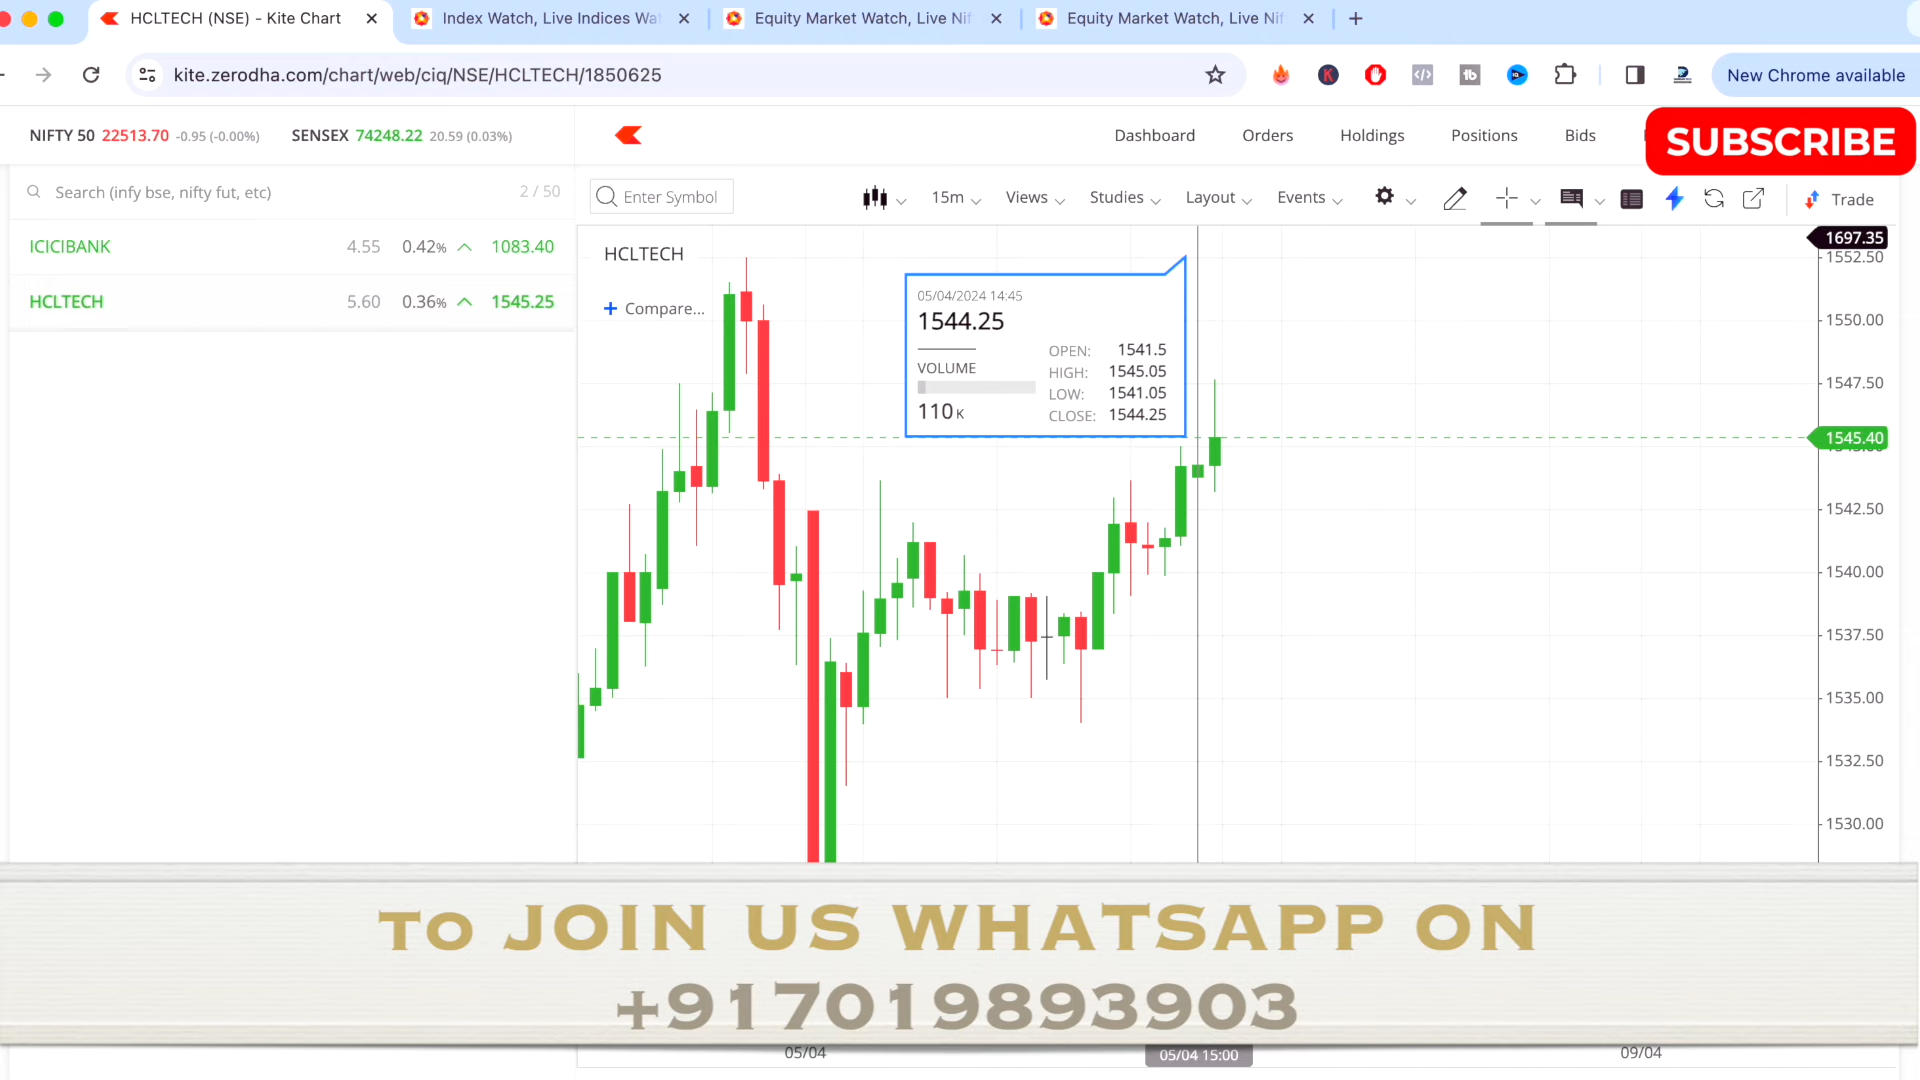 HCLTECH (NSE) - Kite Chart
Index Watch, Live Indices Wat
Equity Market Watch, Live Nif
Equity Market Watch, Live Nif
kite.zerodha.com/chart/web/ciq/NSE/HCLTECH/1850625
New Chrome available
NIFTY 50 22513.70 -0.95 (-0.00%) SENSEX 74248.22 20.59 (0.03%)
Dashboard Orders Holdings Positions Bids
SUBSCRIBE
Search (infy bse, nifty fut, etc) 2 / 50
Enter Symbol 15m Views Studies Layout Events Trade
ICICIBANK 4.55 0.42% 1083.40
HCLTECH 5.60 0.36% 1545.25
HCLTECH
+ Compare...
05/04/2024 14:45
1544.25
VOLUME
110 K
OPEN: 1541.5
HIGH: 1545.05
LOW: 1541.05
CLOSE: 1544.25
1697.35
1552.50
1550.00
1547.50
1545.40
1542.50
1540.00
1537.50
1535.00
1532.50
1530.00
To JOIN US WHATSAPP ON
+917019893903
05/04 05/04 15:00 09/04